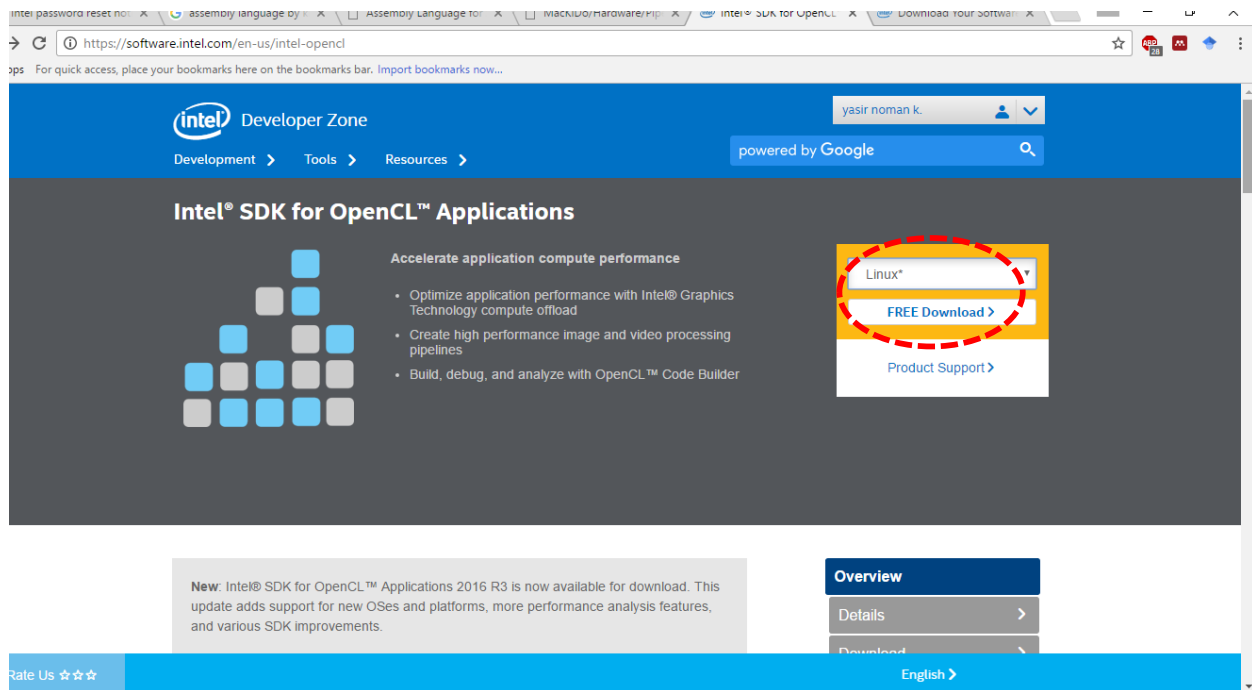 intel password reset not
assembly language by
Assembly Language for
MacKiDo/Hardware/Pip
Intel® SDK for OpenCL
Download Your Softwar
https://software.intel.com/en-us/intel-opencl
ABP
28
For quick access, place your bookmarks here on the bookmarks bar. Import bookmarks now...
intel Developer Zone
yasir noman k.
Development Tools Resources
powered by Google
Intel® SDK for OpenCL™ Applications
Accelerate application compute performance
Linux*
• Optimize application performance with Intel® Graphics
Technology compute offload
FREE Download
• Create high performance image and video processing
pipelines
Product Support
• Build, debug, and analyze with OpenCL™ Code Builder
New: Intel® SDK for OpenCL™ Applications 2016 R3 is now available for download. This
update adds support for new OSes and platforms, more performance analysis features,
and various SDK improvements.
Overview
Details
Download
Rate Us ☆☆☆
English